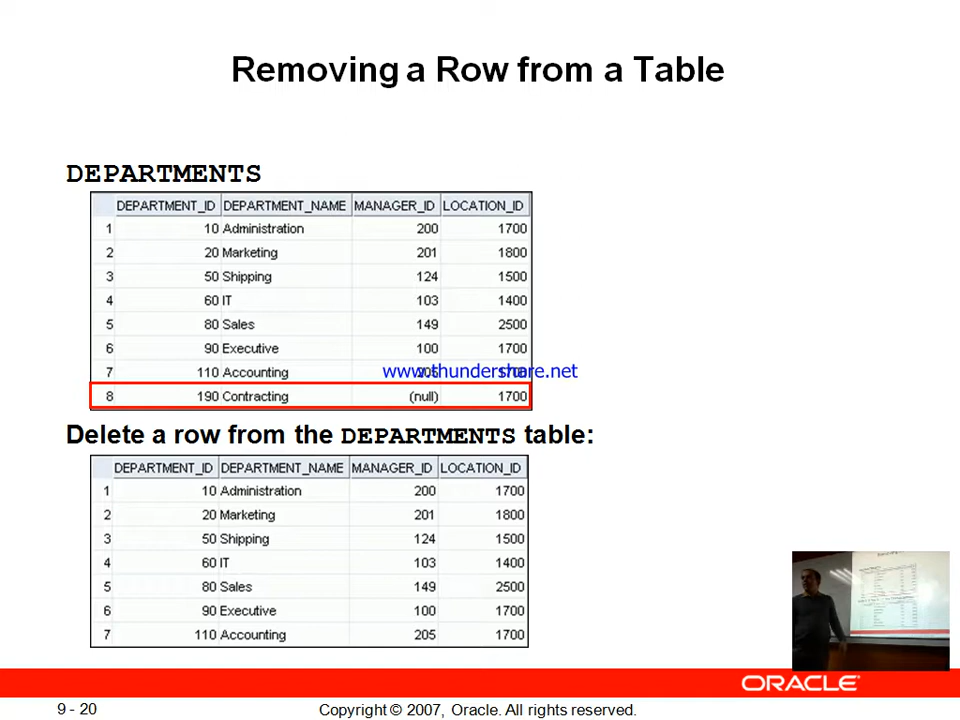 Removing a Row from a Table
DEPARTMENTS
DEPARTMENT_ID DEPARTMENT_NAME MANAGER_ID LOCATION_ID
1 10 Administration 200 1700
2 20 Marketing 201 1800
3 50 Shipping 124 1500
4 60 IT 103 1400
5 80 Sales 149 2500
6 90 Executive 100 1700
7 110 Accounting 205 1700
www.thundershare.net
8 190 Contracting (null) 1700
Delete a row from the DEPARTMENTS table:
DEPARTMENT_ID DEPARTMENT_NAME MANAGER_ID LOCATION_ID
1 10 Administration 200 1700
2 20 Marketing 201 1800
3 50 Shipping 124 1500
4 60 IT 103 1400
5 80 Sales 149 2500
6 90 Executive 100 1700
7 110 Accounting 205 1700
ORACLE
9 - 20
Copyright © 2007, Oracle. All rights reserved.